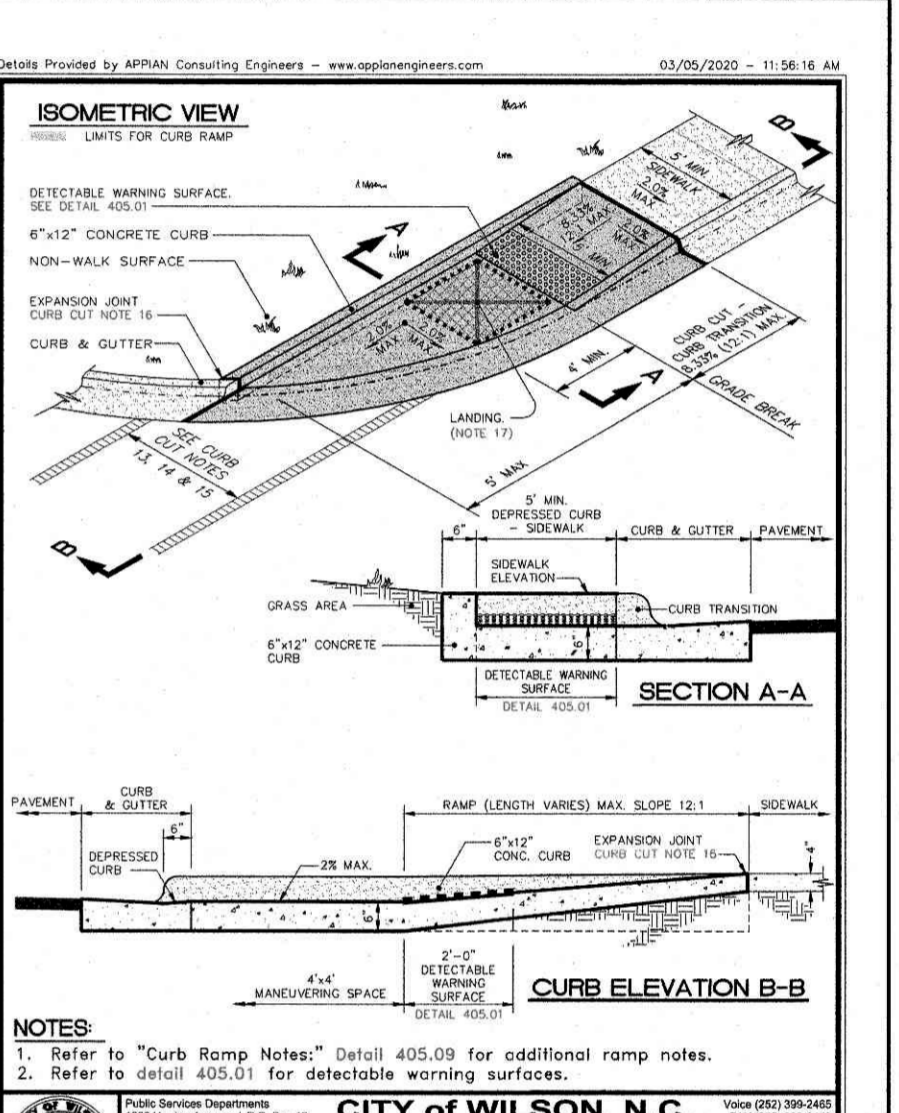 Details Provided by APPIAN Consulting Engineers - www.appianengineers.com
03/05/2020 - 11:56:16 AM
ISOMETRIC VIEW
LIMITS FOR CURB RAMP
DETECTABLE WARNING SURFACE.
SEE DETAIL 405.01
6"x12" CONCRETE CURB
NON-WALK SURFACE
EXPANSION JOINT
CURB CUT NOTE 16
CURB & GUTTER
SEE CURB
CUT NOTES
13, 14 & 15
B
A
B
5' MIN.
SIDEWALK
2.0%
MAX.
8.33%
12:1 MAX
5'
MIN
2.0%
MAX.
2.0%
MAX
2.0%
MAX
A
4' MIN.
CURB CUT -
CURB TRANSITION
8.33% (12:1) MAX.
GRADE BREAK
LANDING.
(NOTE 17)
5' MAX
5' MIN.
DEPRESSED CURB
- SIDEWALK
6"
CURB & GUTTER
PAVEMENT
SIDEWALK
ELEVATION
GRASS AREA
CURB TRANSITION
6"x12" CONCRETE
CURB
6"
DETECTABLE WARNING
SURFACE
DETAIL 405.01
SECTION A-A
PAVEMENT
CURB
& GUTTER
RAMP (LENGTH VARIES) MAX. SLOPE 12:1
SIDEWALK
6"
DEPRESSED
CURB
2% MAX.
6"x12"
CONC. CURB
EXPANSION JOINT
CURB CUT NOTE 16
4"
6"
4'x4'
MANEUVERING SPACE
2'-0"
DETECTABLE
WARNING
SURFACE
DETAIL 405.01
CURB ELEVATION B-B
NOTES:
1. Refer to "Curb Ramp Notes:" Detail 405.09 for additional ramp notes.
2. Refer to detail 405.01 for detectable warning surfaces.
Public Services Departments
CITY of WILSON, N.C.
Voice (252) 399-2465